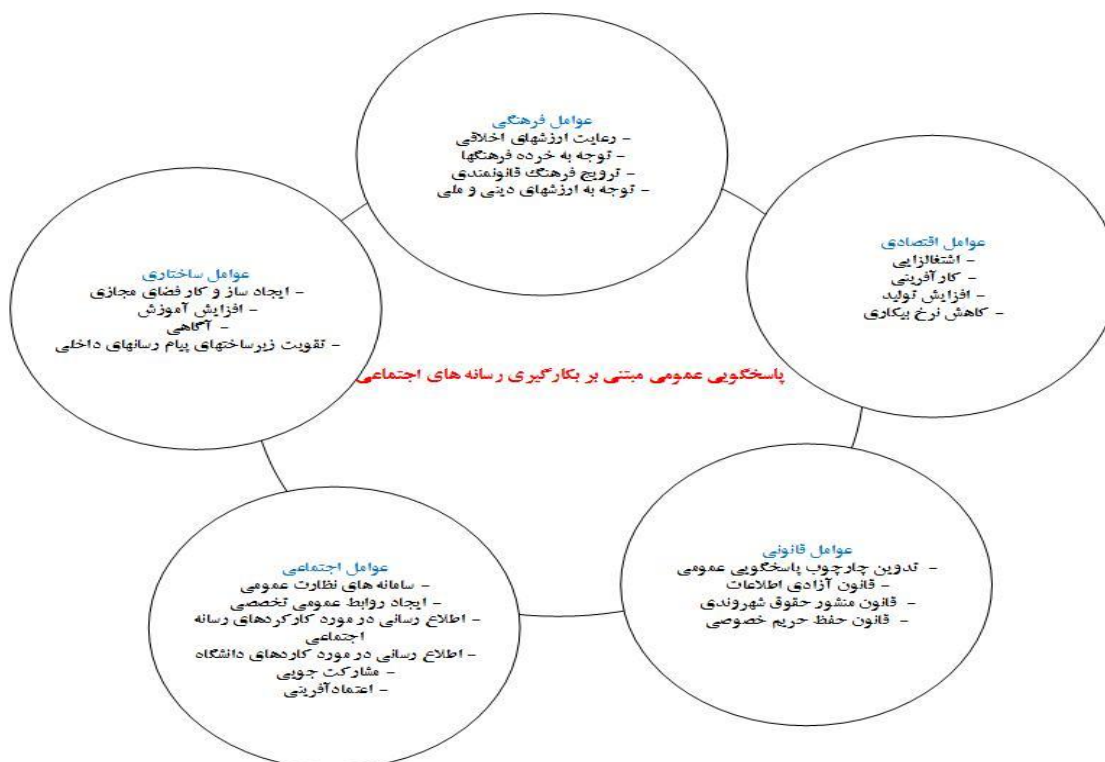 عوامل فرهنگی
- رعایت ارزشهای اخلاقی
- توجه به خرده فرهنگها
- ترویج فرهنگ قانونمندی
- توجه به ارزشهای دینی و ملی
عوامل اقتصادی
- اشتغالزایی
- کارآفرینی
- افزایش تولید
- کاهش نرخ بیکاری
عوامل ساختاری
- ایجاد ساز و کار فضای مجازی
- افزایش آموزش
- آگاهی
- تقویت زیرساختهای پیام رسانهای داخلی
پاسخگویی عمومی مبتنی بر بکارگیری رسانه های اجتماعی
عوامل قانونی
- تدوین چارچوب پاسخگویی عمومی
- قانون آزادی اطلاعات
- قانون منشور حقوق شهروندی
- قانون حفظ حریم خصوصی
عوامل اجتماعی
- سامانه های نظارت عمومی
- ایجاد روابط عمومی تخصصی
- اطلاع رسانی در مورد کارکردهای رسانه
اجتماعی
- اطلاع رسانی در مورد کاردهای دانشگاه
- مشارکت جویی
- اعتمادآفرینی